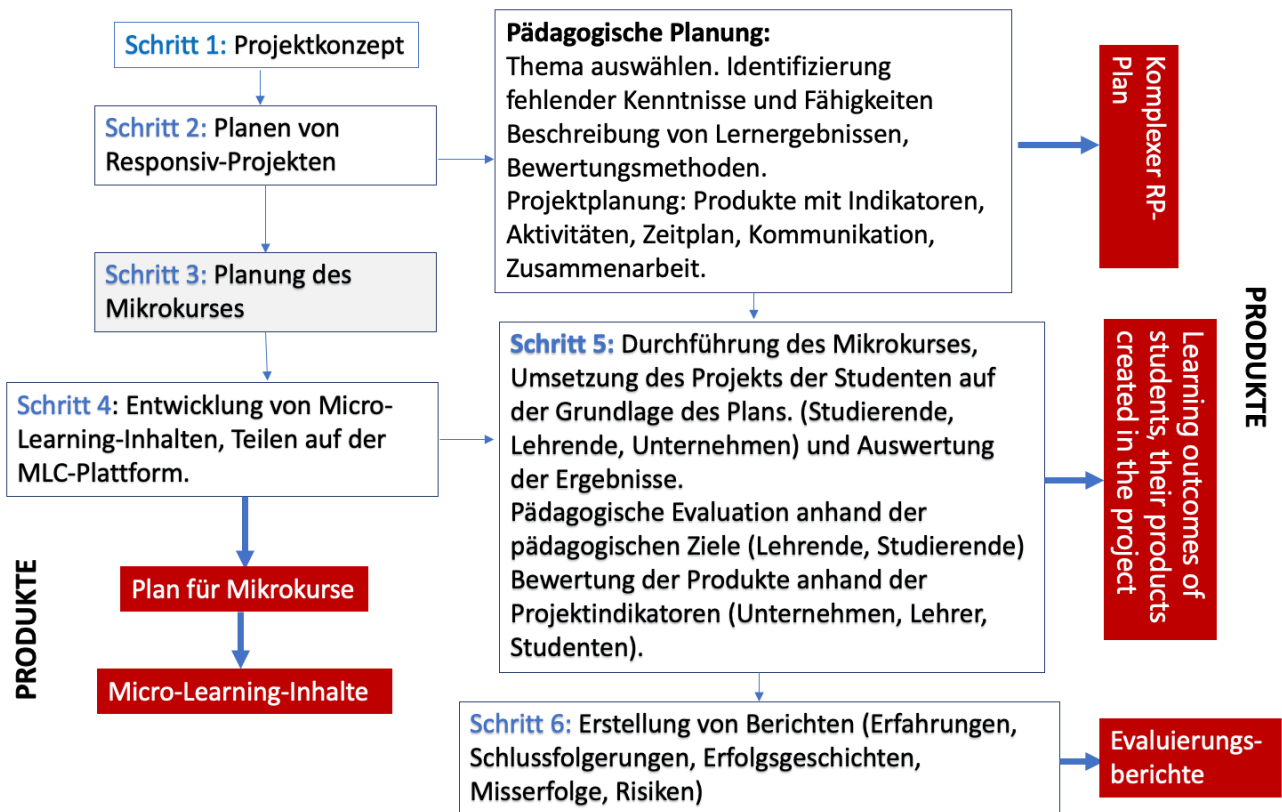 Schritt 1: Projektkonzept
Schritt 2: Planen von
Responsiv-Projekten
Schritt 3: Planung des
Mikrokurses
Schritt 4: Entwicklung von Micro-
Learning-Inhalten, Teilen auf der
MLC-Plattform.
PRODUKTE
Plan für Mikrokurse
Micro-Learning-Inhalte
Pädagogische Planung:
Thema auswählen. Identifizierung
fehlender Kenntnisse und Fähigkeiten
Beschreibung von Lernergebnissen,
Bewertungsmethoden.
Projektplanung: Produkte mit Indikatoren,
Aktivitäten, Zeitplan, Kommunikation,
Zusammenarbeit.
Schritt 5: Durchführung des Mikrokurses,
Umsetzung des Projekts der Studenten auf
der Grundlage des Plans. (Studierende,
Lehrende, Unternehmen) und Auswertung
der Ergebnisse.
Pädagogische Evaluation anhand der
pädagogischen Ziele (Lehrende, Studierende)
Bewertung der Produkte anhand der
Projektindikatoren (Unternehmen, Lehrer,
Studenten).
Schritt 6: Erstellung von Berichten (Erfahrungen,
Schlussfolgerungen, Erfolgsgeschichten,
Misserfolge, Risiken)
Komplexer RP-
Plan
Learning outcomes of
students, their products
created in the project
Evaluierungs-
berichte
PRODUKTE